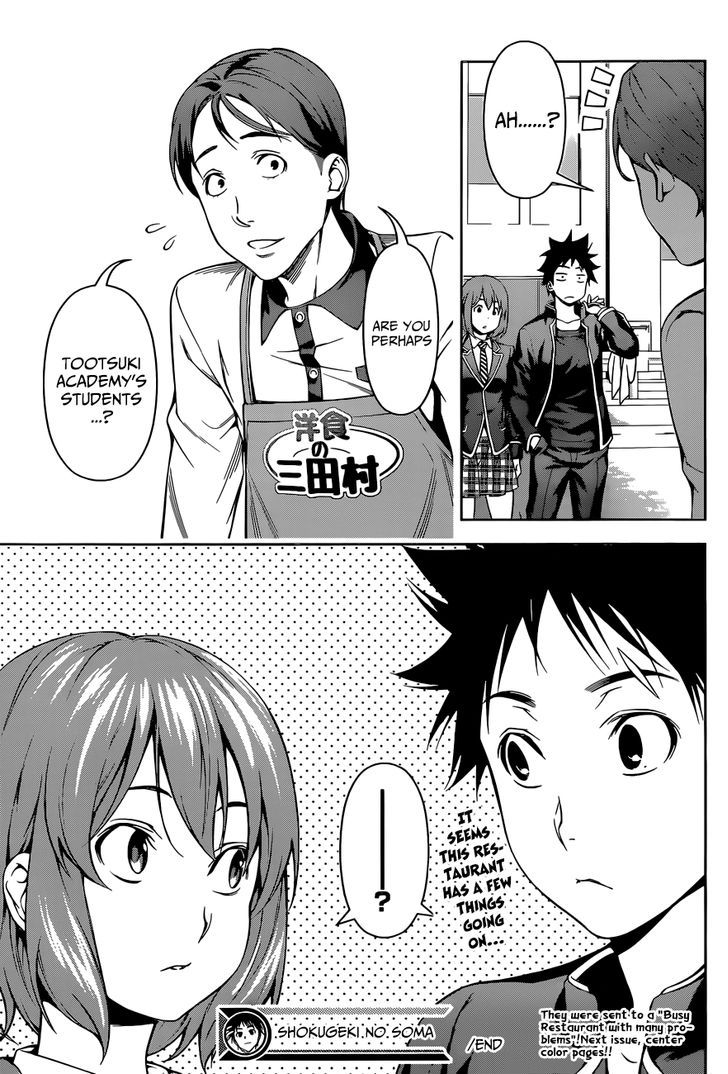 AH......?
ARE YOU
PERHAPS
TOOTSUKI
ACADEMY'S
STUDENTS
...?
洋食
の
三田村
IT
SEEMS
THIS RES-
TAURANT
HAS A FEW
THINGS
GOING
ON...
―?
SHOKUGEKI NO SOMA
/END
They were sent to a "Busy
Restaurant with many pro-
blems"!Next issue, center
color pages!!